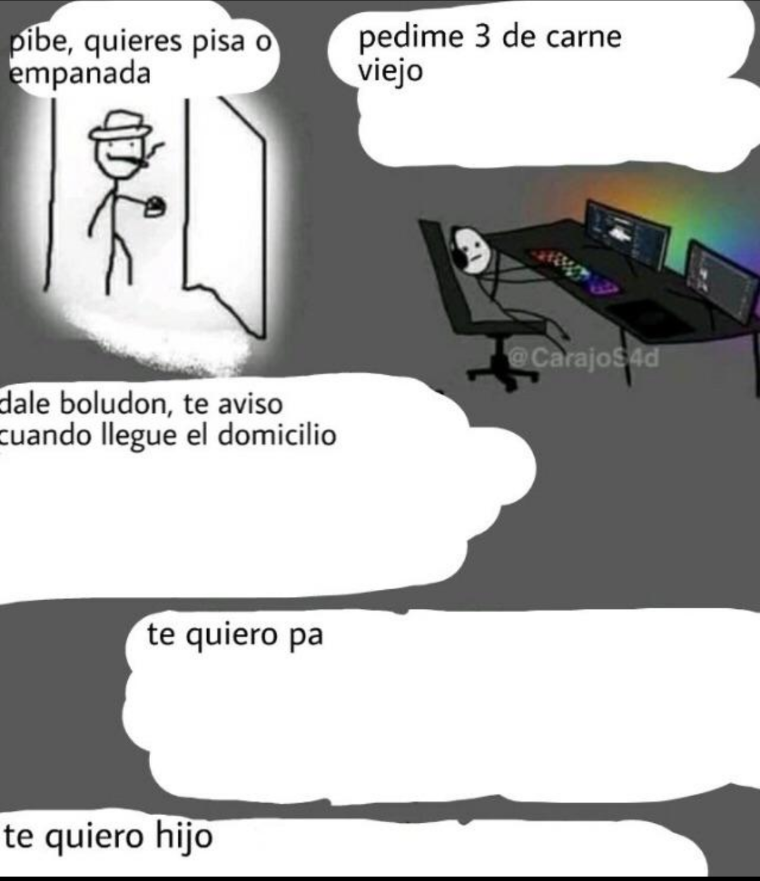 pibe, quieres pisa o
empanada
pedime 3 de carne
viejo
@CarajoS4d
dale boludon, te aviso
cuando llegue el domicilio
te quiero pa
te quiero hijo